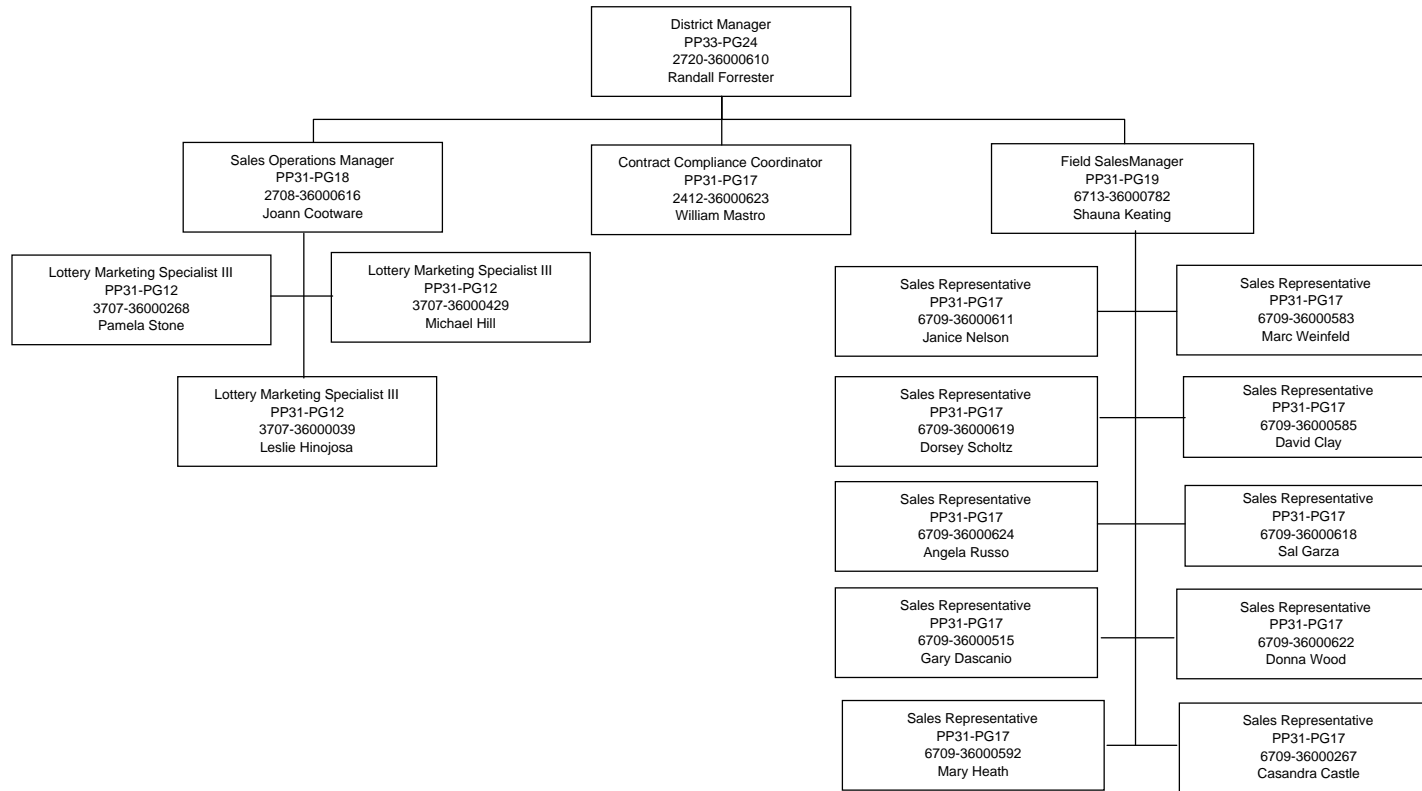 District Manager
PP33-PG24
2720-36000610
Randall Forrester
Sales Operations Manager
PP31-PG18
2708-36000616
Joann Cootware
Contract Compliance Coordinator
PP31-PG17
2412-36000623
William Mastro
Field SalesManager
PP31-PG19
6713-36000782
Shauna Keating
Lottery Marketing Specialist III
PP31-PG12
3707-36000268
Pamela Stone
Lottery Marketing Specialist III
PP31-PG12
3707-36000429
Michael Hill
Lottery Marketing Specialist III
PP31-PG12
3707-36000039
Leslie Hinojosa
Sales Representative
PP31-PG17
6709-36000611
Janice Nelson
Sales Representative
PP31-PG17
6709-36000583
Marc Weinfeld
Sales Representative
PP31-PG17
6709-36000619
Dorsey Scholtz
Sales Representative
PP31-PG17
6709-36000585
David Clay
Sales Representative
PP31-PG17
6709-36000624
Angela Russo
Sales Representative
PP31-PG17
6709-36000618
Sal Garza
Sales Representative
PP31-PG17
6709-36000515
Gary Dascanio
Sales Representative
PP31-PG17
6709-36000622
Donna Wood
Sales Representative
PP31-PG17
6709-36000592
Mary Heath
Sales Representative
PP31-PG17
6709-36000267
Casandra Castle